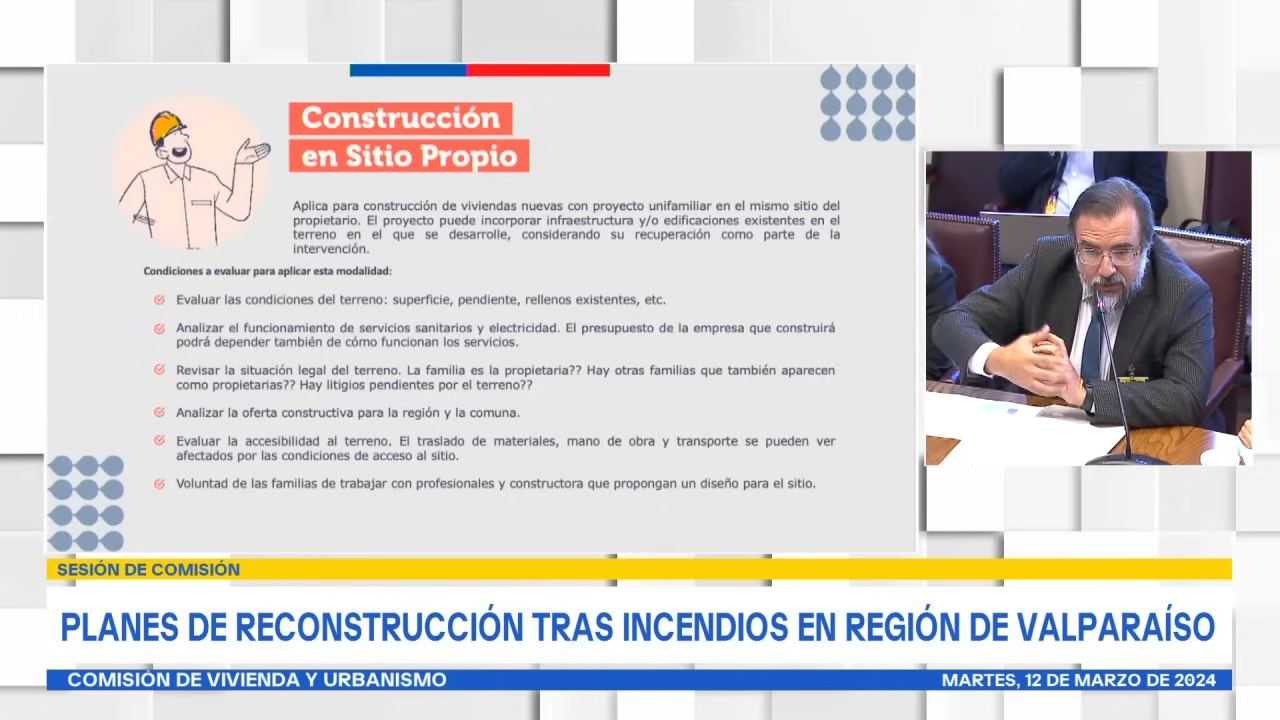 Construcción
en Sitio Propio
Aplica para construcción de viviendas nuevas con proyecto unifamiliar en el mismo sitio del
propietario. El proyecto puede incorporar infraestructura y/o edificaciones existentes en el
terreno en el que se desarrolle, considerando su recuperación como parte de la
intervención.
Condiciones a evaluar para aplicar esta modalidad:
Evaluar las condiciones del terreno: superficie, pendiente, rellenos existentes, etc.
Analizar el funcionamiento de servicios sanitarios y electricidad. El presupuesto de la empresa que construirá
podrá depender también de cómo funcionan los servicios.
Revisar la situación legal del terreno. La familia es la propietaria?? Hay otras familias que también aparecen
como propietarias?? Hay litigios pendientes por el terreno??
Analizar la oferta constructiva para la región y la comuna.
Evaluar la accesibilidad al terreno. El traslado de materiales, mano de obra y transporte se pueden ver
afectados por las condiciones de acceso al sitio.
Voluntad de las familias de trabajar con profesionales y constructora que propongan un diseño para el sitio.
SESIÓN DE COMISIÓN
PLANES DE RECONSTRUCCIÓN TRAS INCENDIOS EN REGIÓN DE VALPARAÍSO
COMISIÓN DE VIVIENDA Y URBANISMO
MARTES, 12 DE MARZO DE 2024